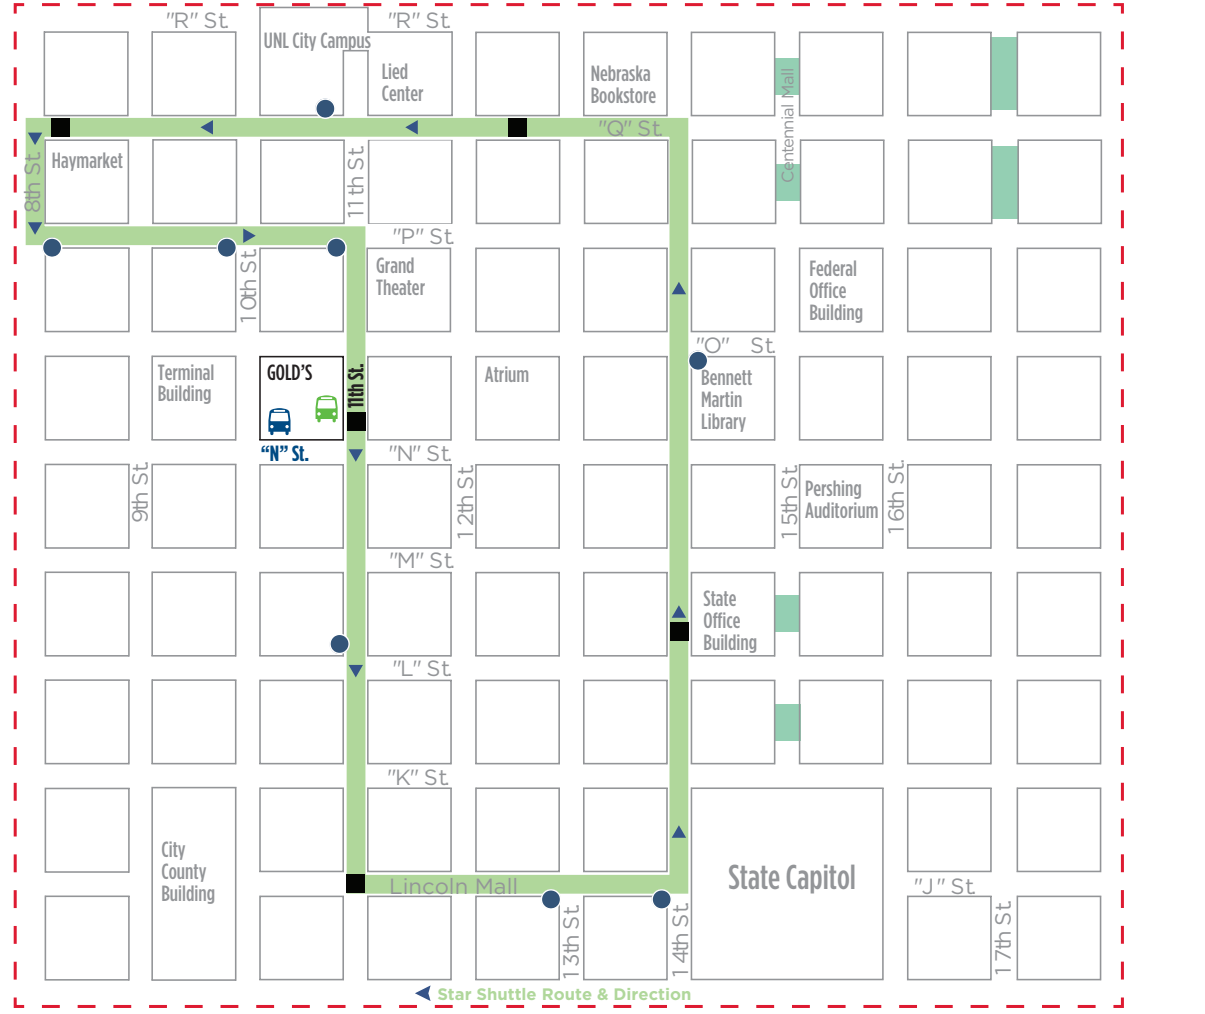 "R" St.
"R" St.
UNL City Campus
Lied
Center
Nebraska
Bookstore
Centennial Mall
"Q" St.
8th St.
Haymarket
11th St.
"P" St.
10th St.
Grand
Theater
Federal
Office
Building
"O" St.
Terminal
Building
GOLD'S
11th St.
Atrium
Bennett
Martin
Library
“N” St.
"N" St.
9th St.
12th St.
15th St.
Pershing
Auditorium
16th St.
"M" St.
State
Office
Building
"L" St.
"K" St.
City
County
Building
Lincoln Mall
State Capitol
"J" St.
13th St.
14th St.
17th St.
Star Shuttle Route & Direction